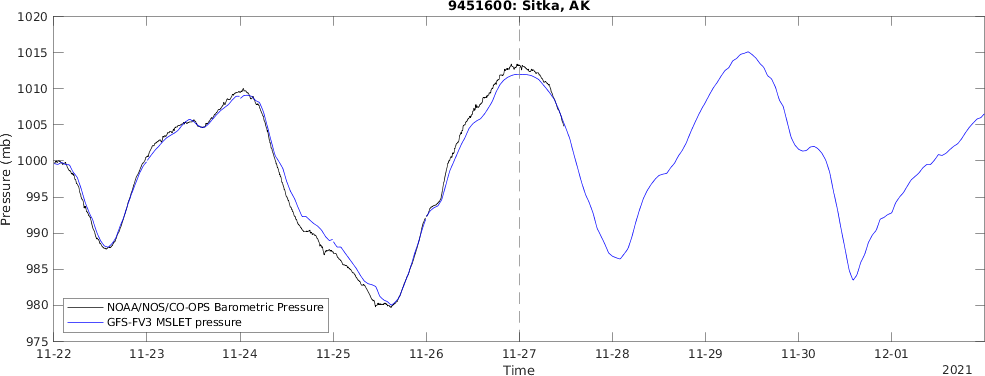 9451600: Sitka, AK
1020
1015
1010
1005
1000
995
990
985
980
975
Pressure (mb)
NOAA/NOS/CO-OPS Barometric Pressure
GFS-FV3 MSLET pressure
11-22 11-23 11-24 11-25 11-26 11-27 11-28 11-29 11-30 12-01
Time
2021